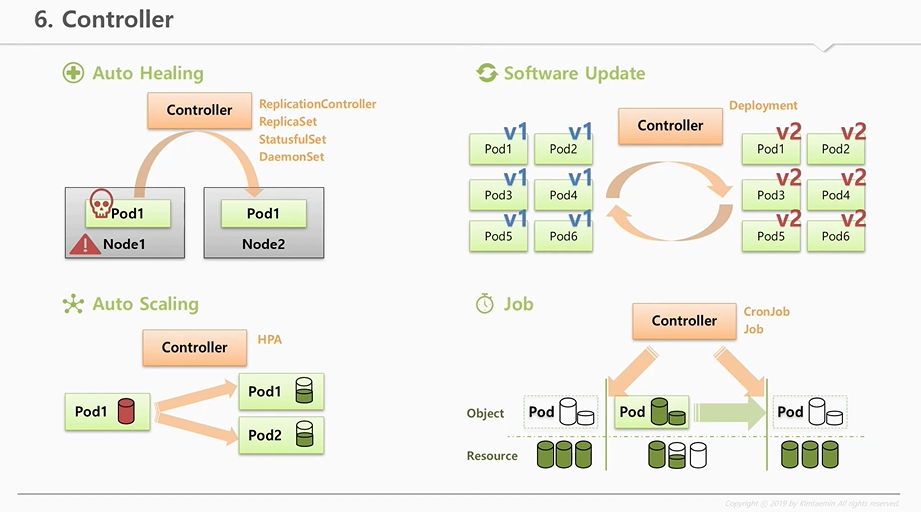 6. Controller
Auto Healing
Controller
ReplicationController
ReplicaSet
StatusfulSet
DaemonSet
Pod1
Node1
Pod1
Node2
Software Update
Controller
Deployment
v1
Pod1
v1
Pod2
v1
Pod3
v1
Pod4
v1
Pod5
v1
Pod6
v2
Pod1
v2
Pod2
v2
Pod3
v2
Pod4
v2
Pod5
v2
Pod6
Auto Scaling
Controller
HPA
Pod1
Pod1
Pod2
Job
Controller
CronJob
Job
Object
Pod
Pod
Pod
Resource
Copyright ⓒ 2019 by Kimtaemin All rights reserved.